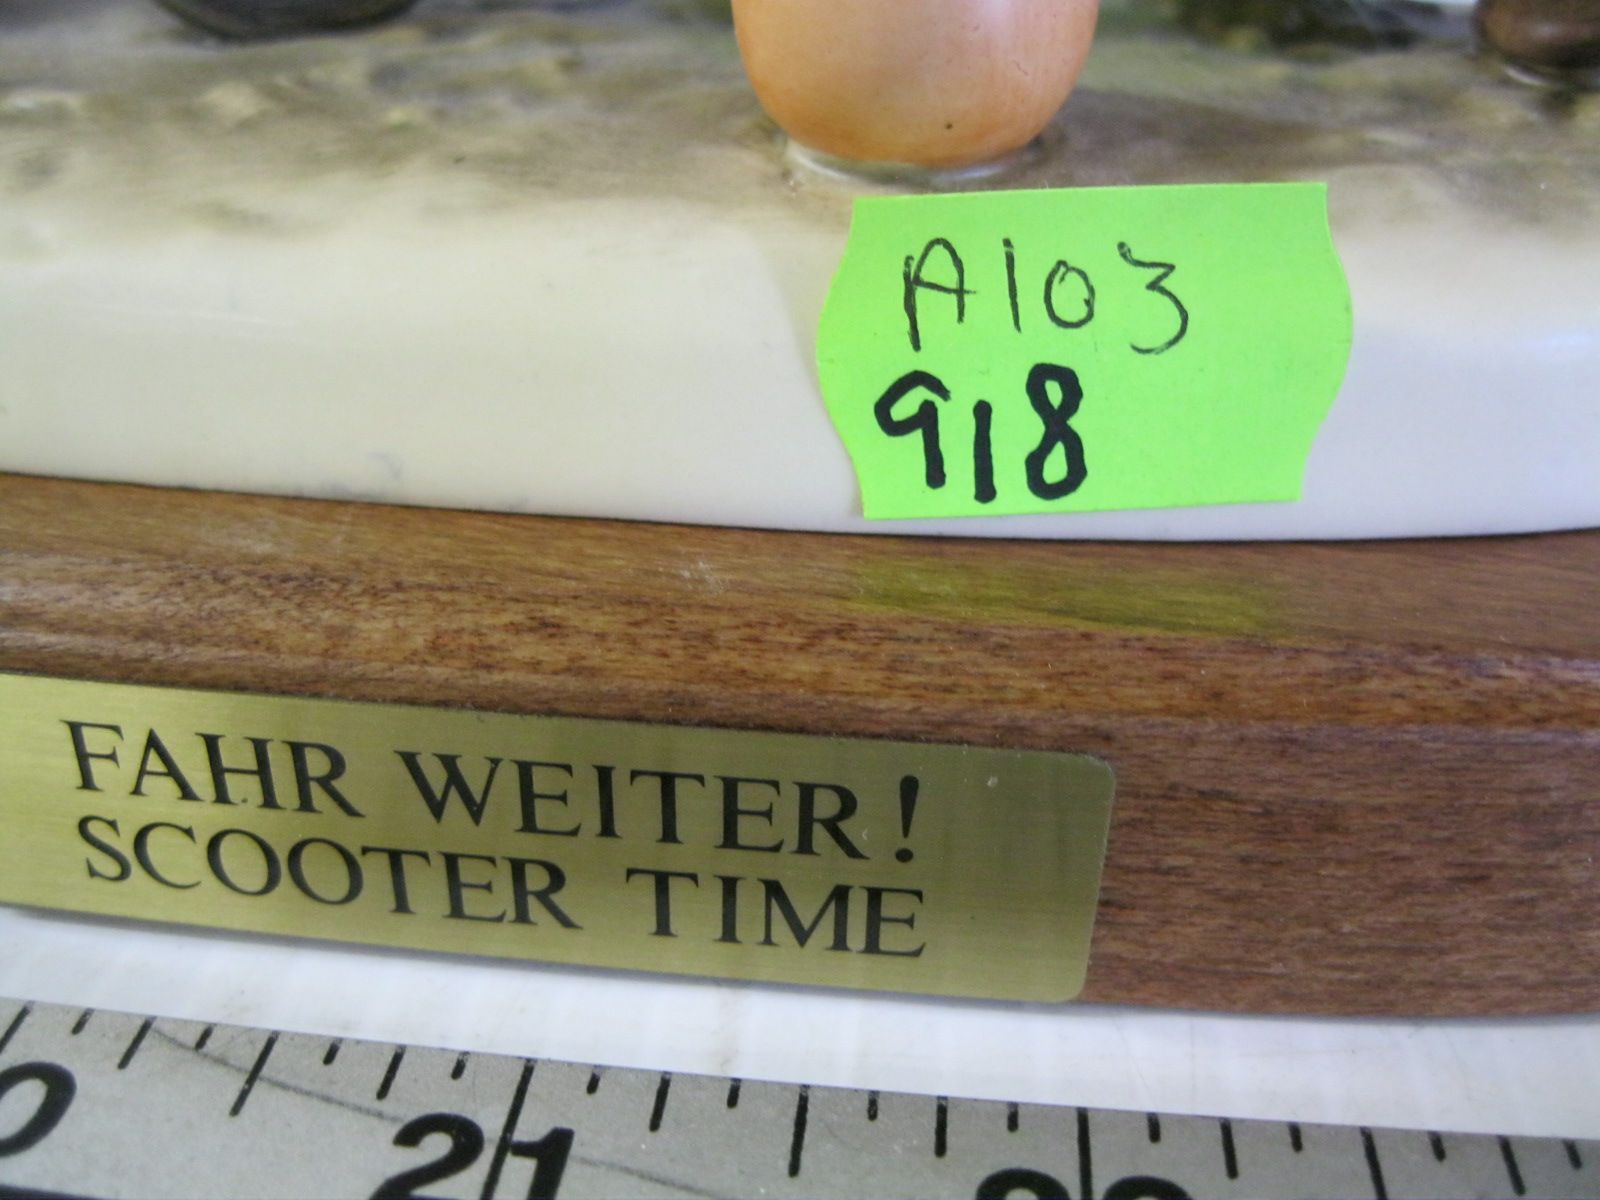 A103
918
FAHR WEITER!
SCOOTER TIME
21